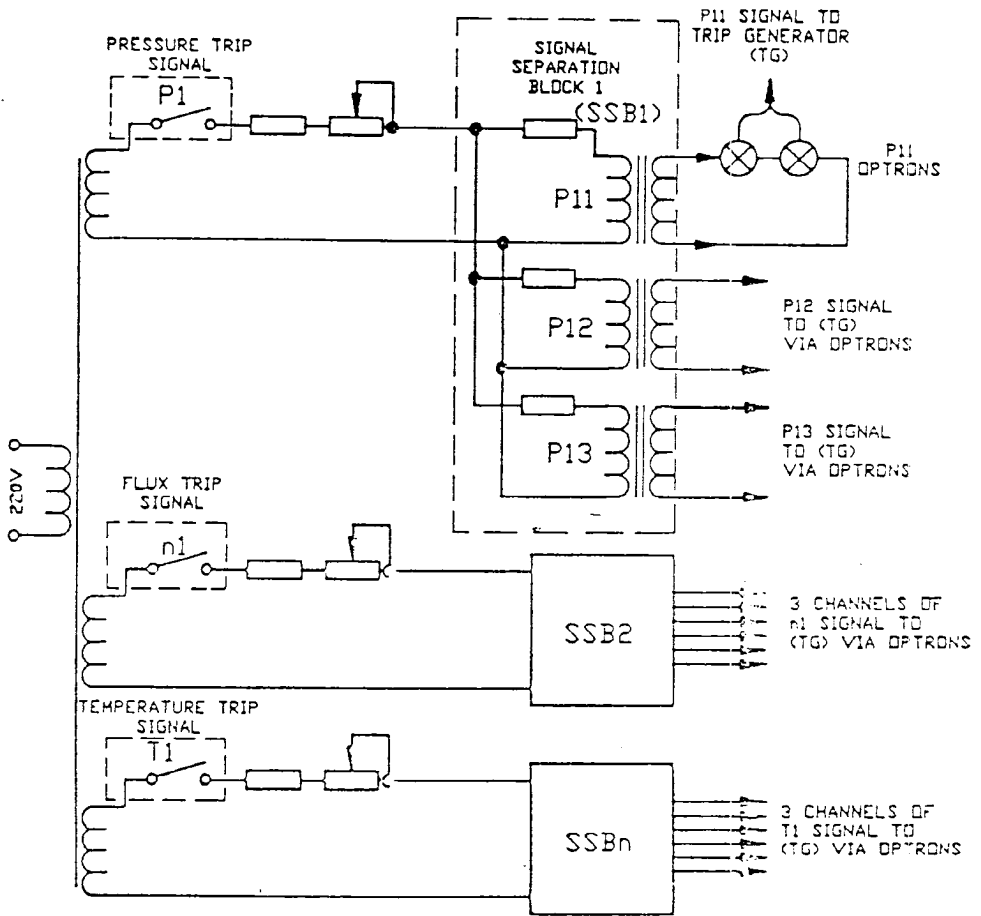 PRESSURE TRIP
SIGNAL
P1
SIGNAL
SEPARATION
BLOCK 1
(SSB1)
P11 SIGNAL TO
TRIP GENERATOR
(TG)
P11
OPTRONS
P11
P12
P12 SIGNAL
TO (TG)
VIA OPTRONS
P13
P13 SIGNAL
TO (TG)
VIA OPTRONS
220V
FLUX TRIP
SIGNAL
n1
SSB2
3 CHANNELS OF
n1 SIGNAL TO
(TG) VIA OPTRONS
TEMPERATURE TRIP
SIGNAL
T1
SSBn
3 CHANNELS OF
T1 SIGNAL TO
(TG) VIA OPTRONS